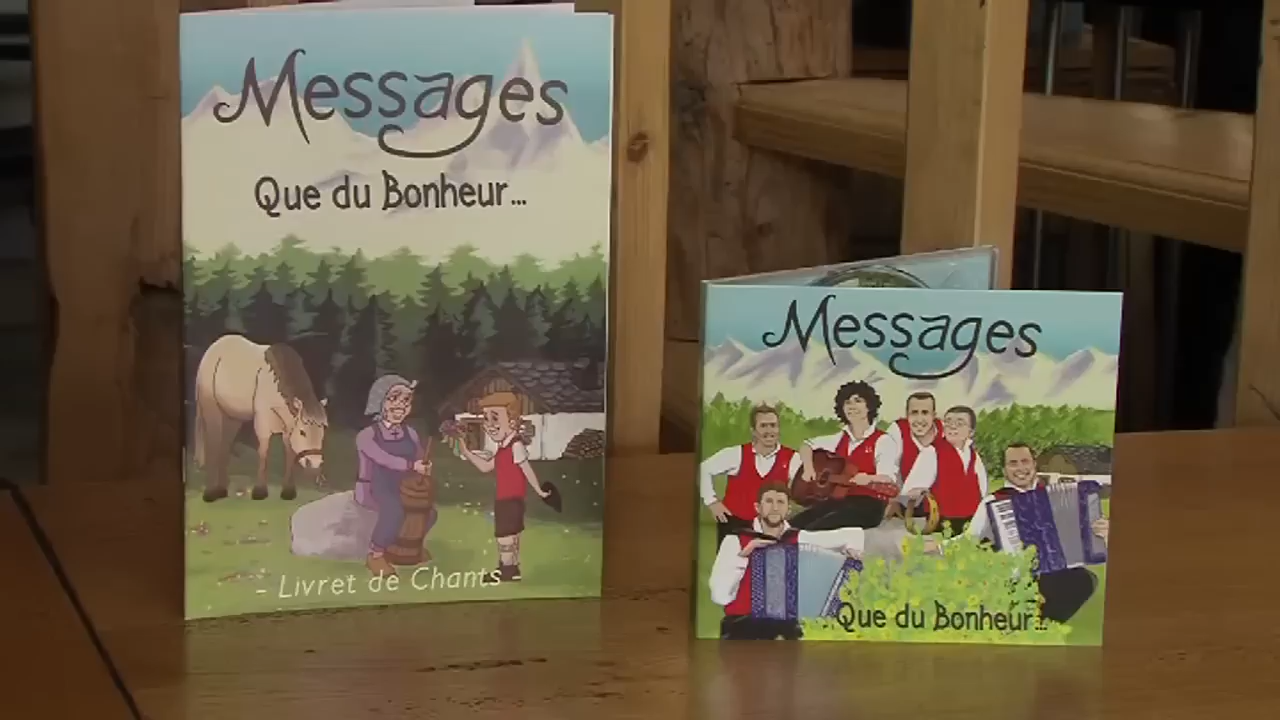 Messages
Que du Bonheur...
- Livret de Chants -
Messages
Que du Bonheur...